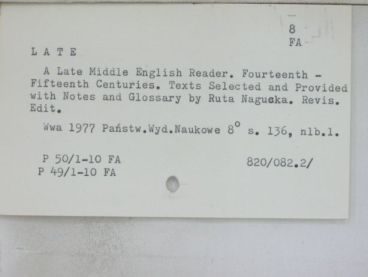 8
FA
L A T E
A Late Middle English Reader. Fourteenth -
Fifteenth Centuries. Texts Selected and Provided
with Notes and Glossary by Ruta Nagucka. Revis.
Edit.
Wwa 1977 Państw.Wyd.Naukowe 8° s. 136, nlb.1.
P 50/1-10 FA 820/082.2/
P 49/1-10 FA